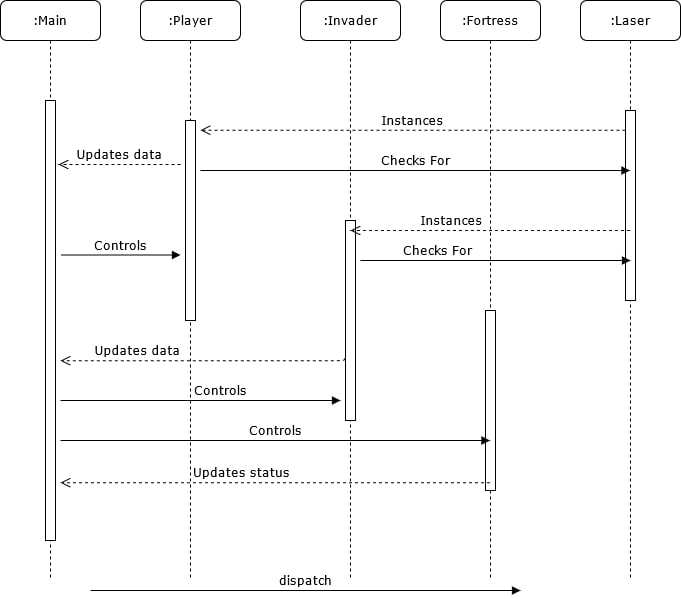 :Main
:Player
:Invader
:Fortress
:Laser
Instances
Updates data
Checks For
Instances
Controls
Checks For
Updates data
Controls
Controls
Updates status
dispatch